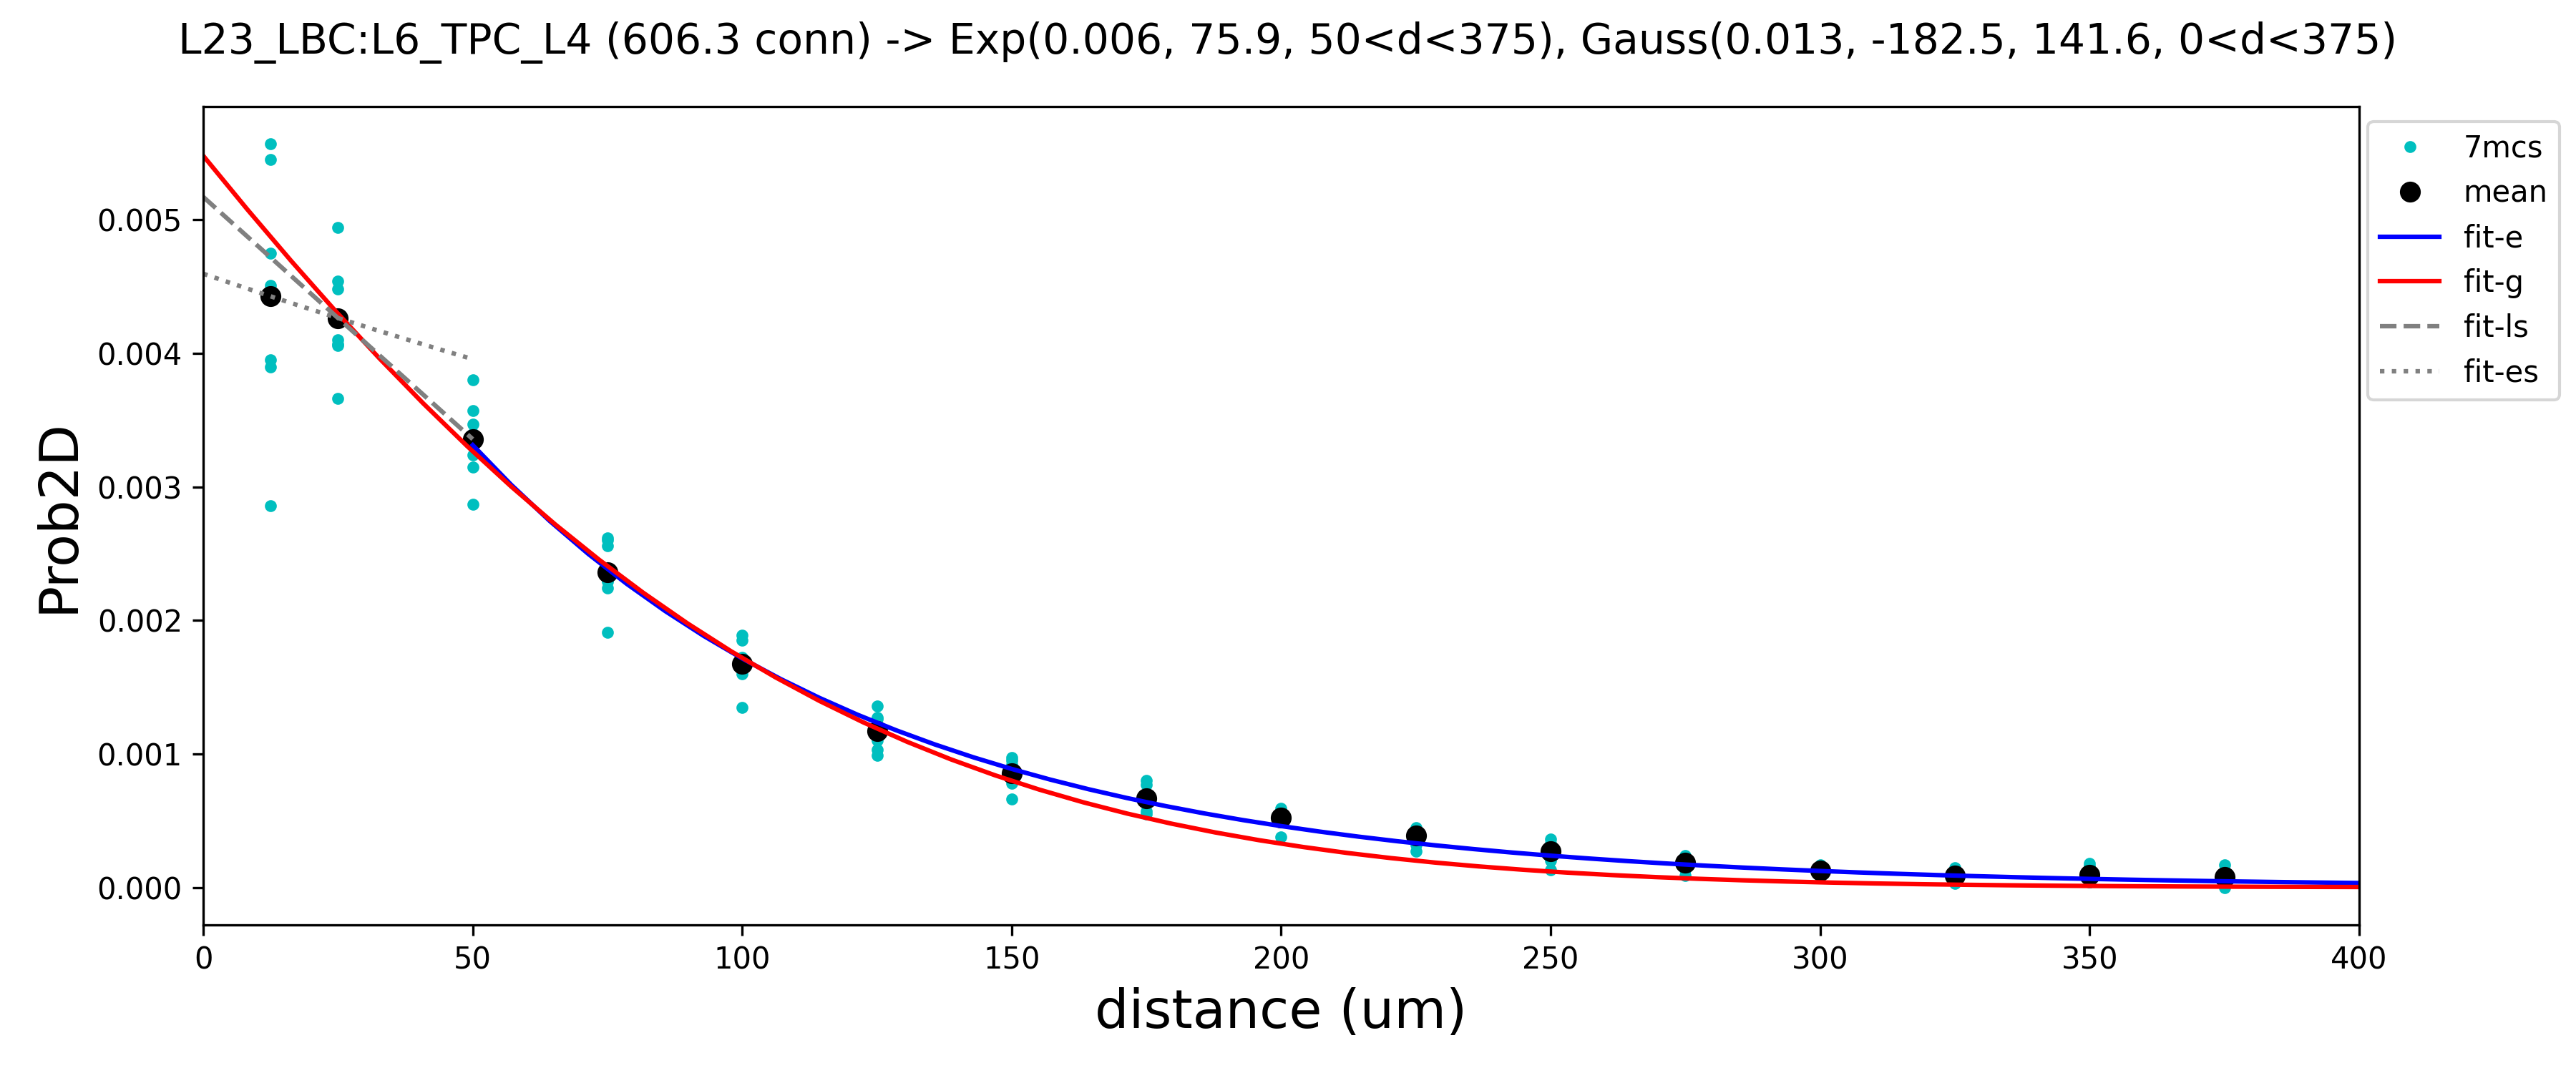 L23_LBC:L6_TPC_L4 (606.3 conn) -> Exp(0.006, 75.9, 50<d<375), Gauss(0.013, -182.5, 141.6, 0<d<375)
Prob2D
0.005
0.004
0.003
0.002
0.001
0.000
0 50 100 150 200 250 300 350 400
distance (um)
7mcs
mean
fit-e
fit-g
fit-ls
fit-es